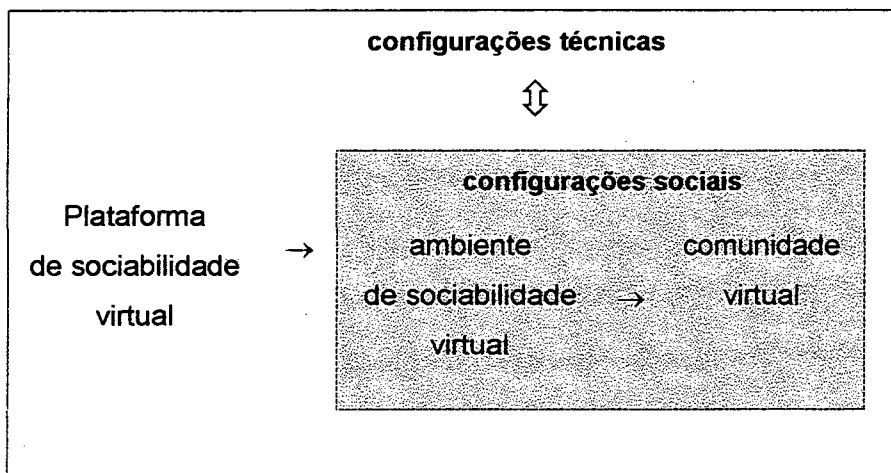 configurações técnicas
⇕
configurações sociais
Plataforma
de sociabilidade
virtual
→
ambiente
de sociabilidade
virtual
→
comunidade
virtual